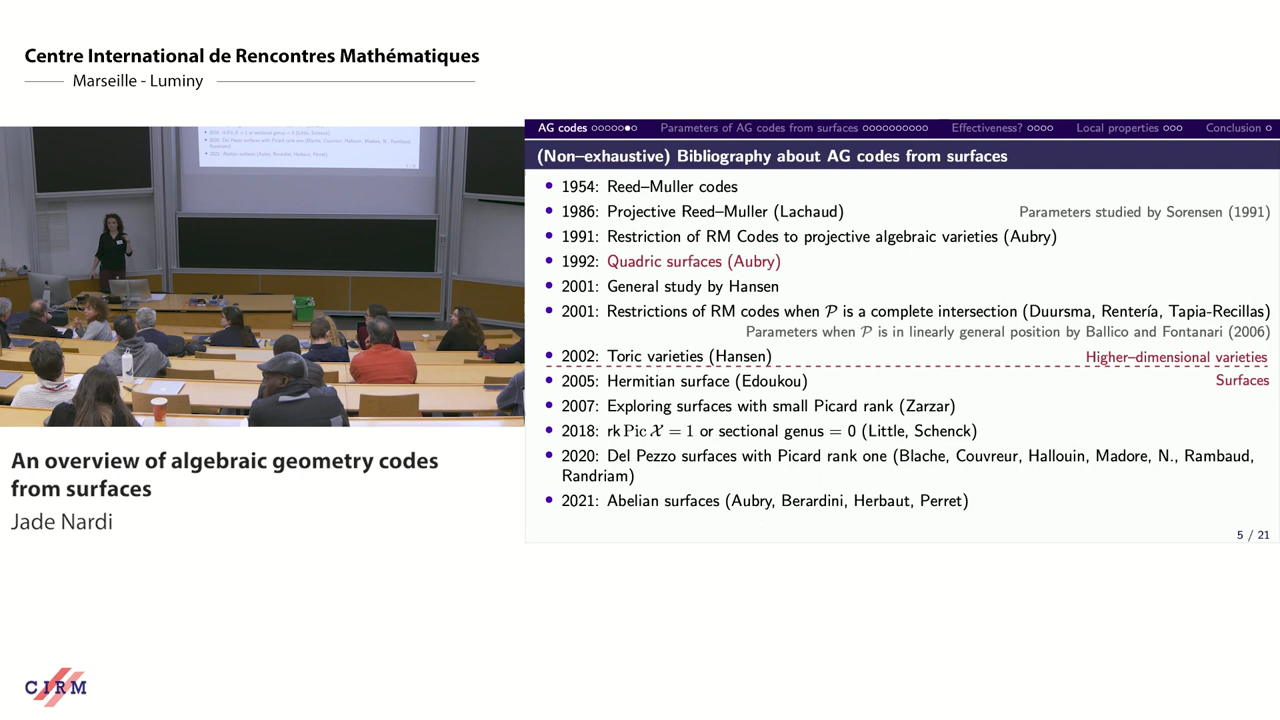 Centre International de Rencontres Mathématiques
Marseille - Luminy
AG codes
Parameters of AG codes from surfaces
Effectiveness?
Local properties
Conclusion
(Non–exhaustive) Bibliography about AG codes from surfaces
• 1954: Reed–Muller codes
• 1986: Projective Reed–Muller (Lachaud) Parameters studied by Sorensen (1991)
• 1991: Restriction of RM Codes to projective algebraic varieties (Aubry)
• 1992: Quadric surfaces (Aubry)
• 2001: General study by Hansen
• 2001: Restrictions of RM codes when 𝒫 is a complete intersection (Duursma, Rentería, Tapia-Recillas)
Parameters when 𝒫 is in linearly general position by Ballico and Fontanari (2006)
• 2002: Toric varieties (Hansen) Higher–dimensional varieties
• 2005: Hermitian surface (Edoukou) Surfaces
• 2007: Exploring surfaces with small Picard rank (Zarzar)
• 2018: rk Pic 𝒳 = 1 or sectional genus = 0 (Little, Schenck)
• 2020: Del Pezzo surfaces with Picard rank one (Blache, Couvreur, Hallouin, Madore, N., Rambaud,
Randriam)
• 2021: Abelian surfaces (Aubry, Berardini, Herbaut, Perret)
5 / 21
An overview of algebraic geometry codes
from surfaces
Jade Nardi
CIRM